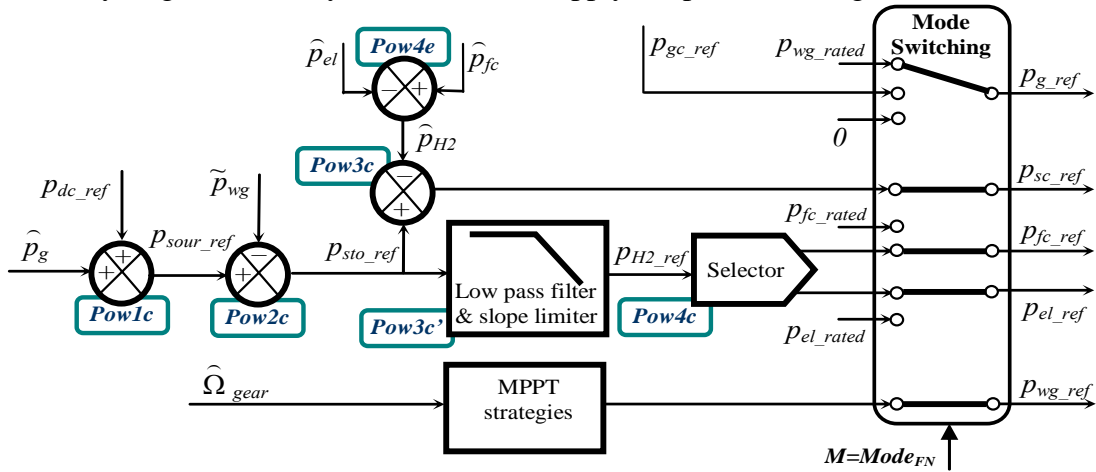 Mode
Switching
p̂el
Pow4e
p̂fc
pgc_ref
pwg_rated
pg_ref
−
+
p̂H2
0
Pow3c
−
+
psc_ref
pdc_ref
p̃wg
pfc_rated
pfc_ref
p̂g
+
+
psour_ref
−
+
psto_ref
pH2_ref
Selector
Low pass filter
& slope limiter
Pow1c
Pow2c
Pow3c’
Pow4c
pel_ref
pel_rated
Ω̂ gear
MPPT
strategies
pwg_ref
M=ModeFN